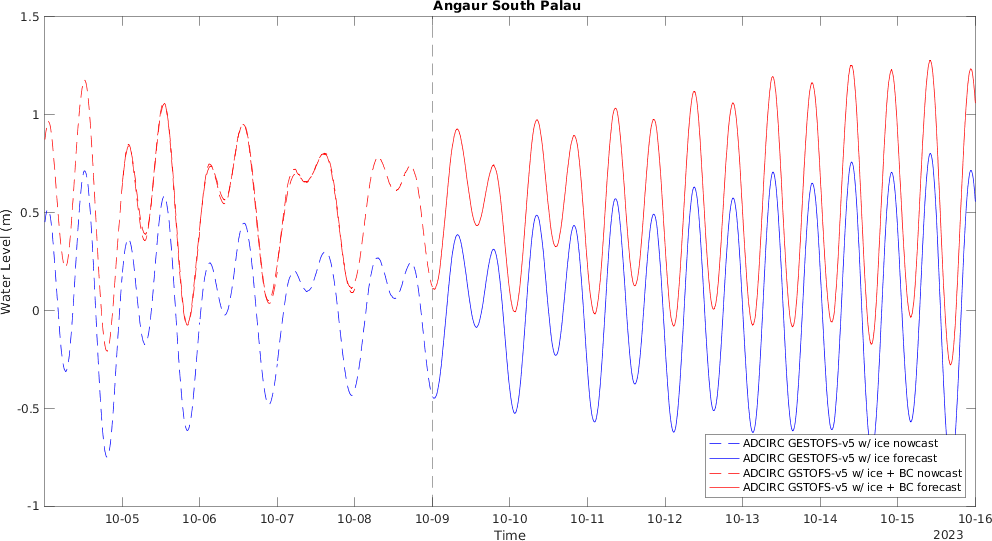 Angaur South Palau
1.5
1
0.5
0
-0.5
-1
Water Level (m)
10-05 10-06 10-07 10-08 10-09 10-10 10-11 10-12 10-13 10-14 10-15 10-16
Time
2023
ADCIRC GESTOFS-v5 w/ ice nowcast
ADCIRC GESTOFS-v5 w/ ice forecast
ADCIRC GSTOFS-v5 w/ ice + BC nowcast
ADCIRC GSTOFS-v5 w/ ice + BC forecast